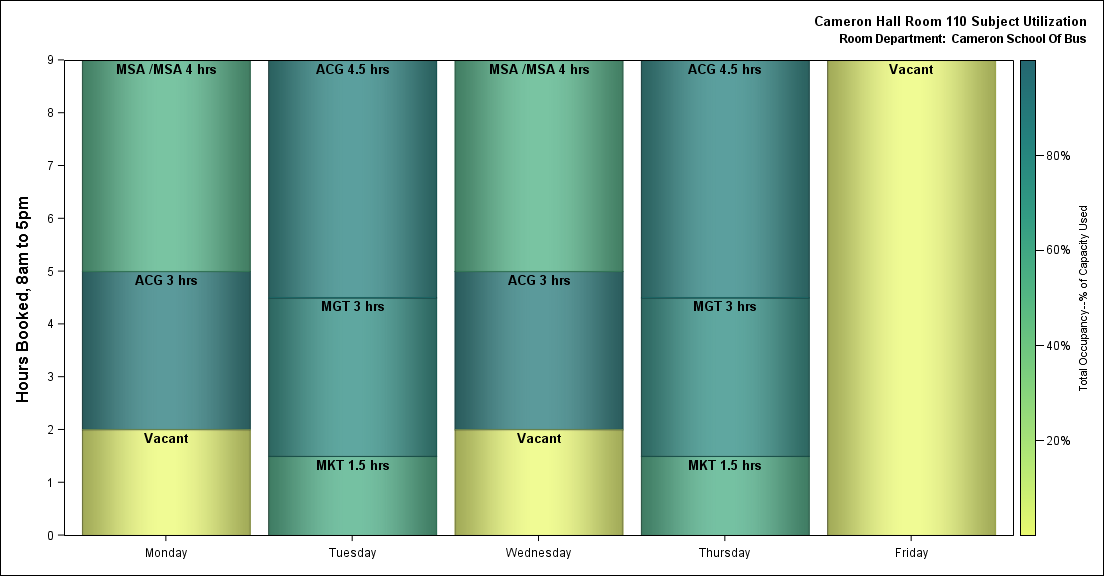 Cameron Hall Room 110 Subject Utilization
Room Department: Cameron School Of Bus
Hours Booked, 8am to 5pm
9
8
7
6
5
4
3
2
1
0
MSA /MSA 4 hrs
ACG 3 hrs
Vacant
ACG 4.5 hrs
MGT 3 hrs
MKT 1.5 hrs
MSA /MSA 4 hrs
ACG 3 hrs
Vacant
ACG 4.5 hrs
MGT 3 hrs
MKT 1.5 hrs
Vacant
Monday
Tuesday
Wednesday
Thursday
Friday
80%
60%
40%
20%
Total Occupancy--% of Capacity Used